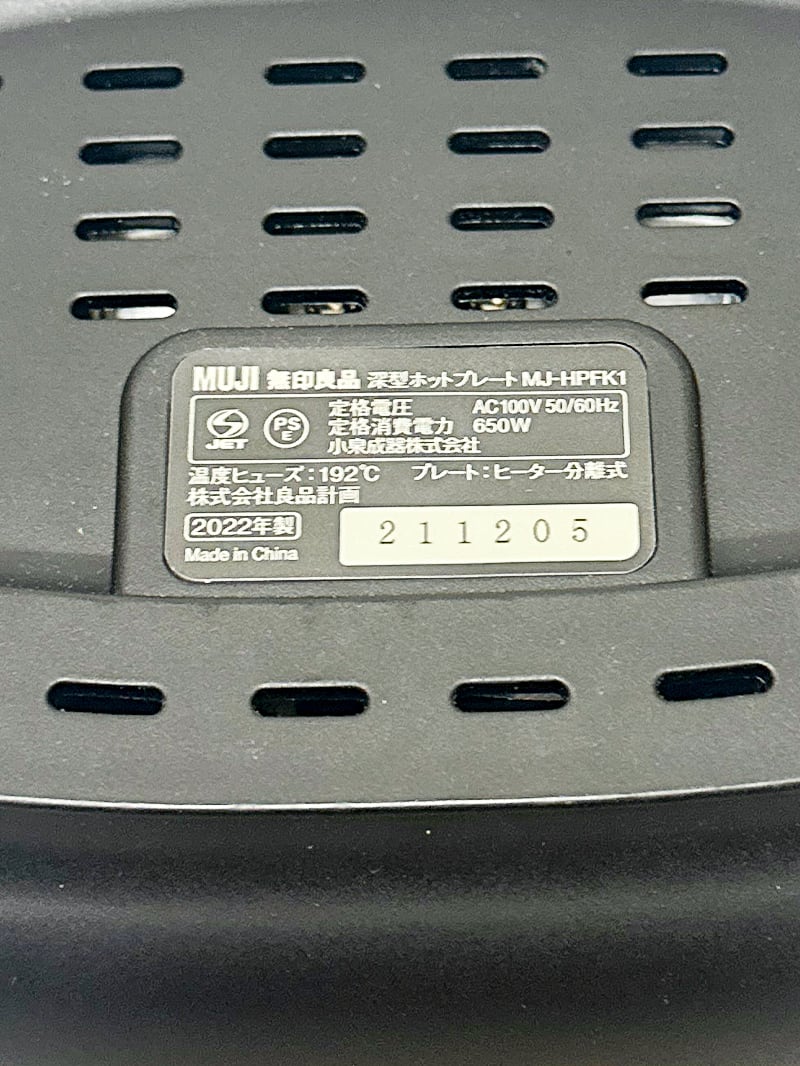 MUJI 無印良品 深型ホットプレート MJ-HPFK1
JET PSE 定格電圧 AC100V 50/60Hz
定格消費電力 650W
小泉成器株式会社
温度ヒューズ:192℃ プレート:ヒーター分離式
株式会社良品計画
2022年製
Made in China
211205